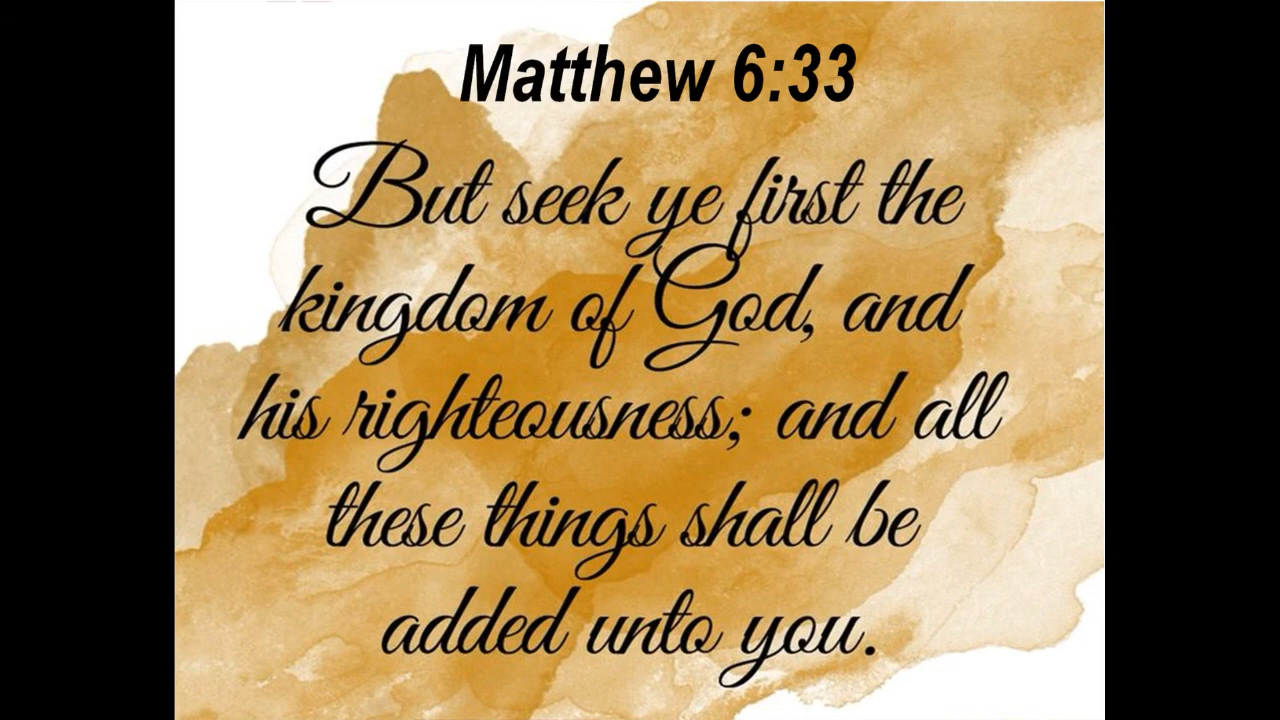 Matthew 6:33
But seek ye first the
kingdom of God, and
his righteousness; and all
these things shall be
added unto you.